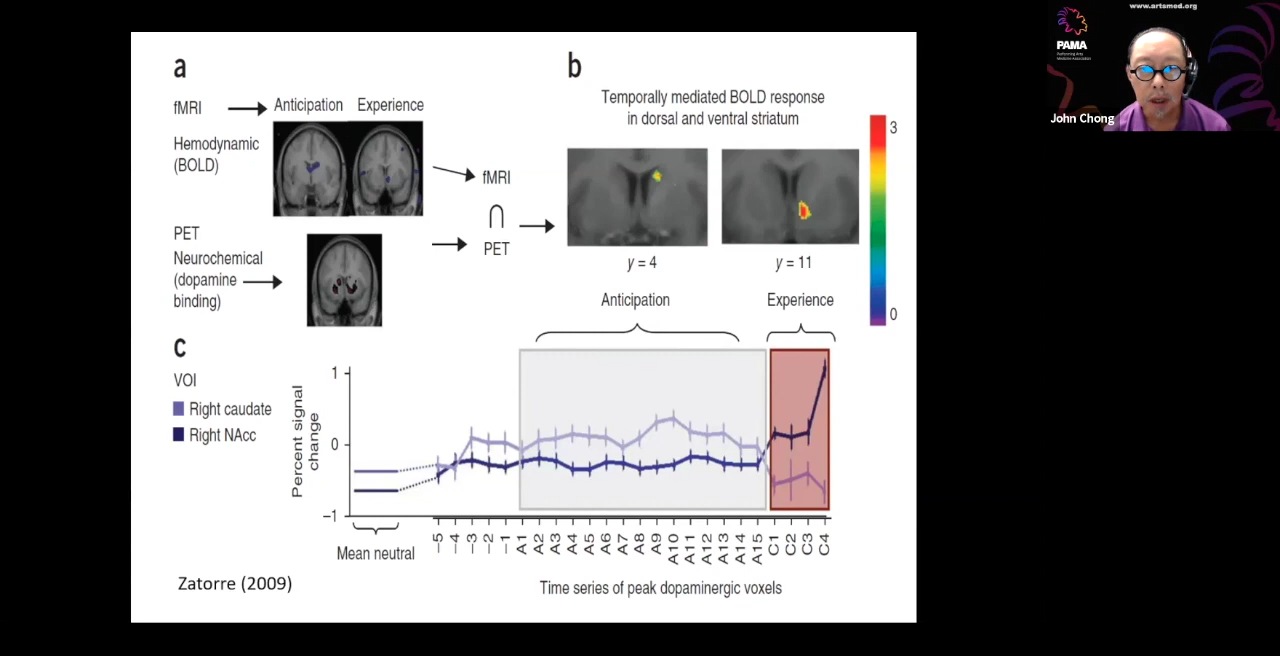 a
fMRI
Anticipation
Experience
Hemodynamic
(BOLD)
PET
Neurochemical
(dopamine
binding)
fMRI
∩
PET
b
Temporally mediated BOLD response
in dorsal and ventral striatum
3
0
y = 4
y = 11
Anticipation
Experience
c
VOI
Right caudate
Right NAcc
Percent signal
change
1
0
–1
Mean neutral
–5
–4
–3
–2
–1
A1
A2
A3
A4
A5
A6
A7
A8
A9
A10
A11
A12
A13
A14
A15
C1
C2
C3
C4
Time series of peak dopaminergic voxels
Zatorre (2009)
www.artsmed.org
PAMA
Performing Arts
Medicine Association
John Chong